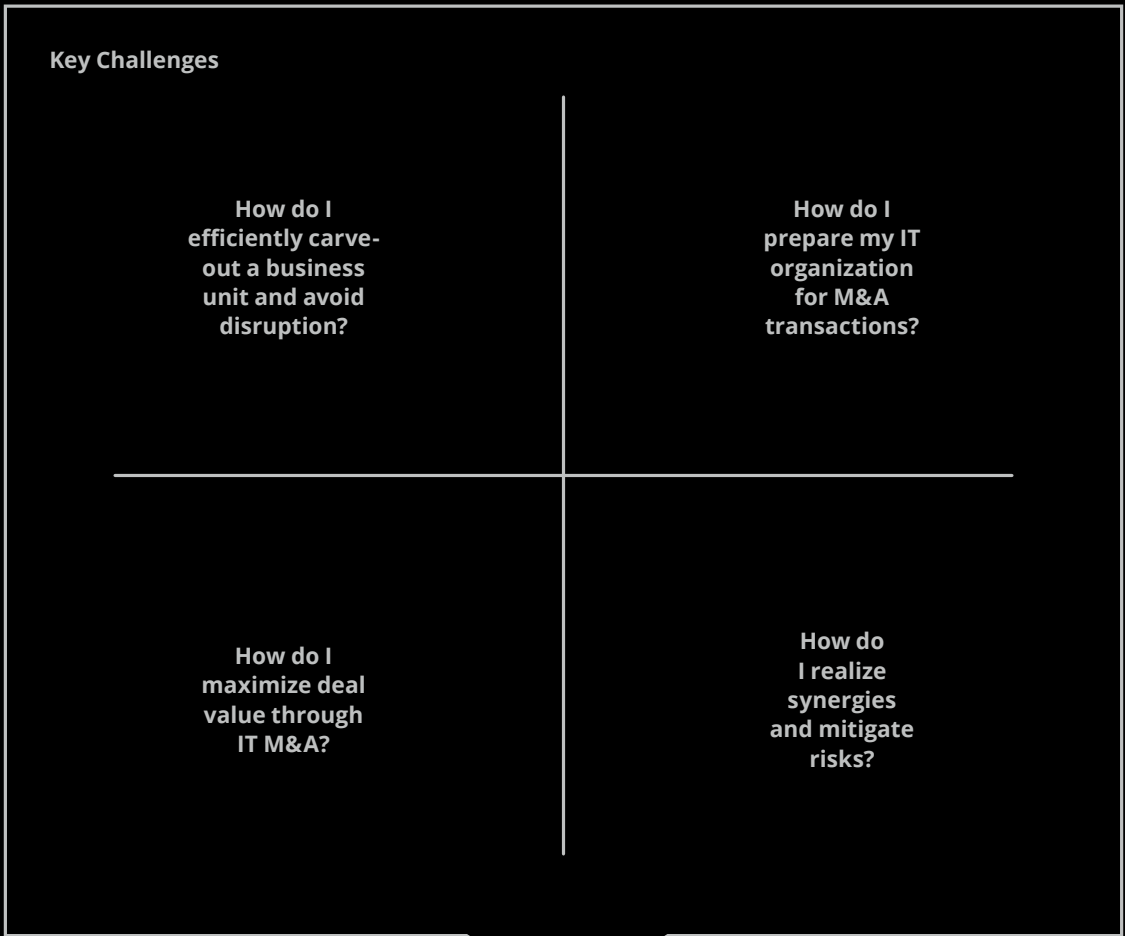 Key Challenges
How do I
efficiently carve-
out a business
unit and avoid
disruption?
How do I
prepare my IT
organization
for M&A
transactions?
How do I
maximize deal
value through
IT M&A?
How do
I realize
synergies
and mitigate
risks?